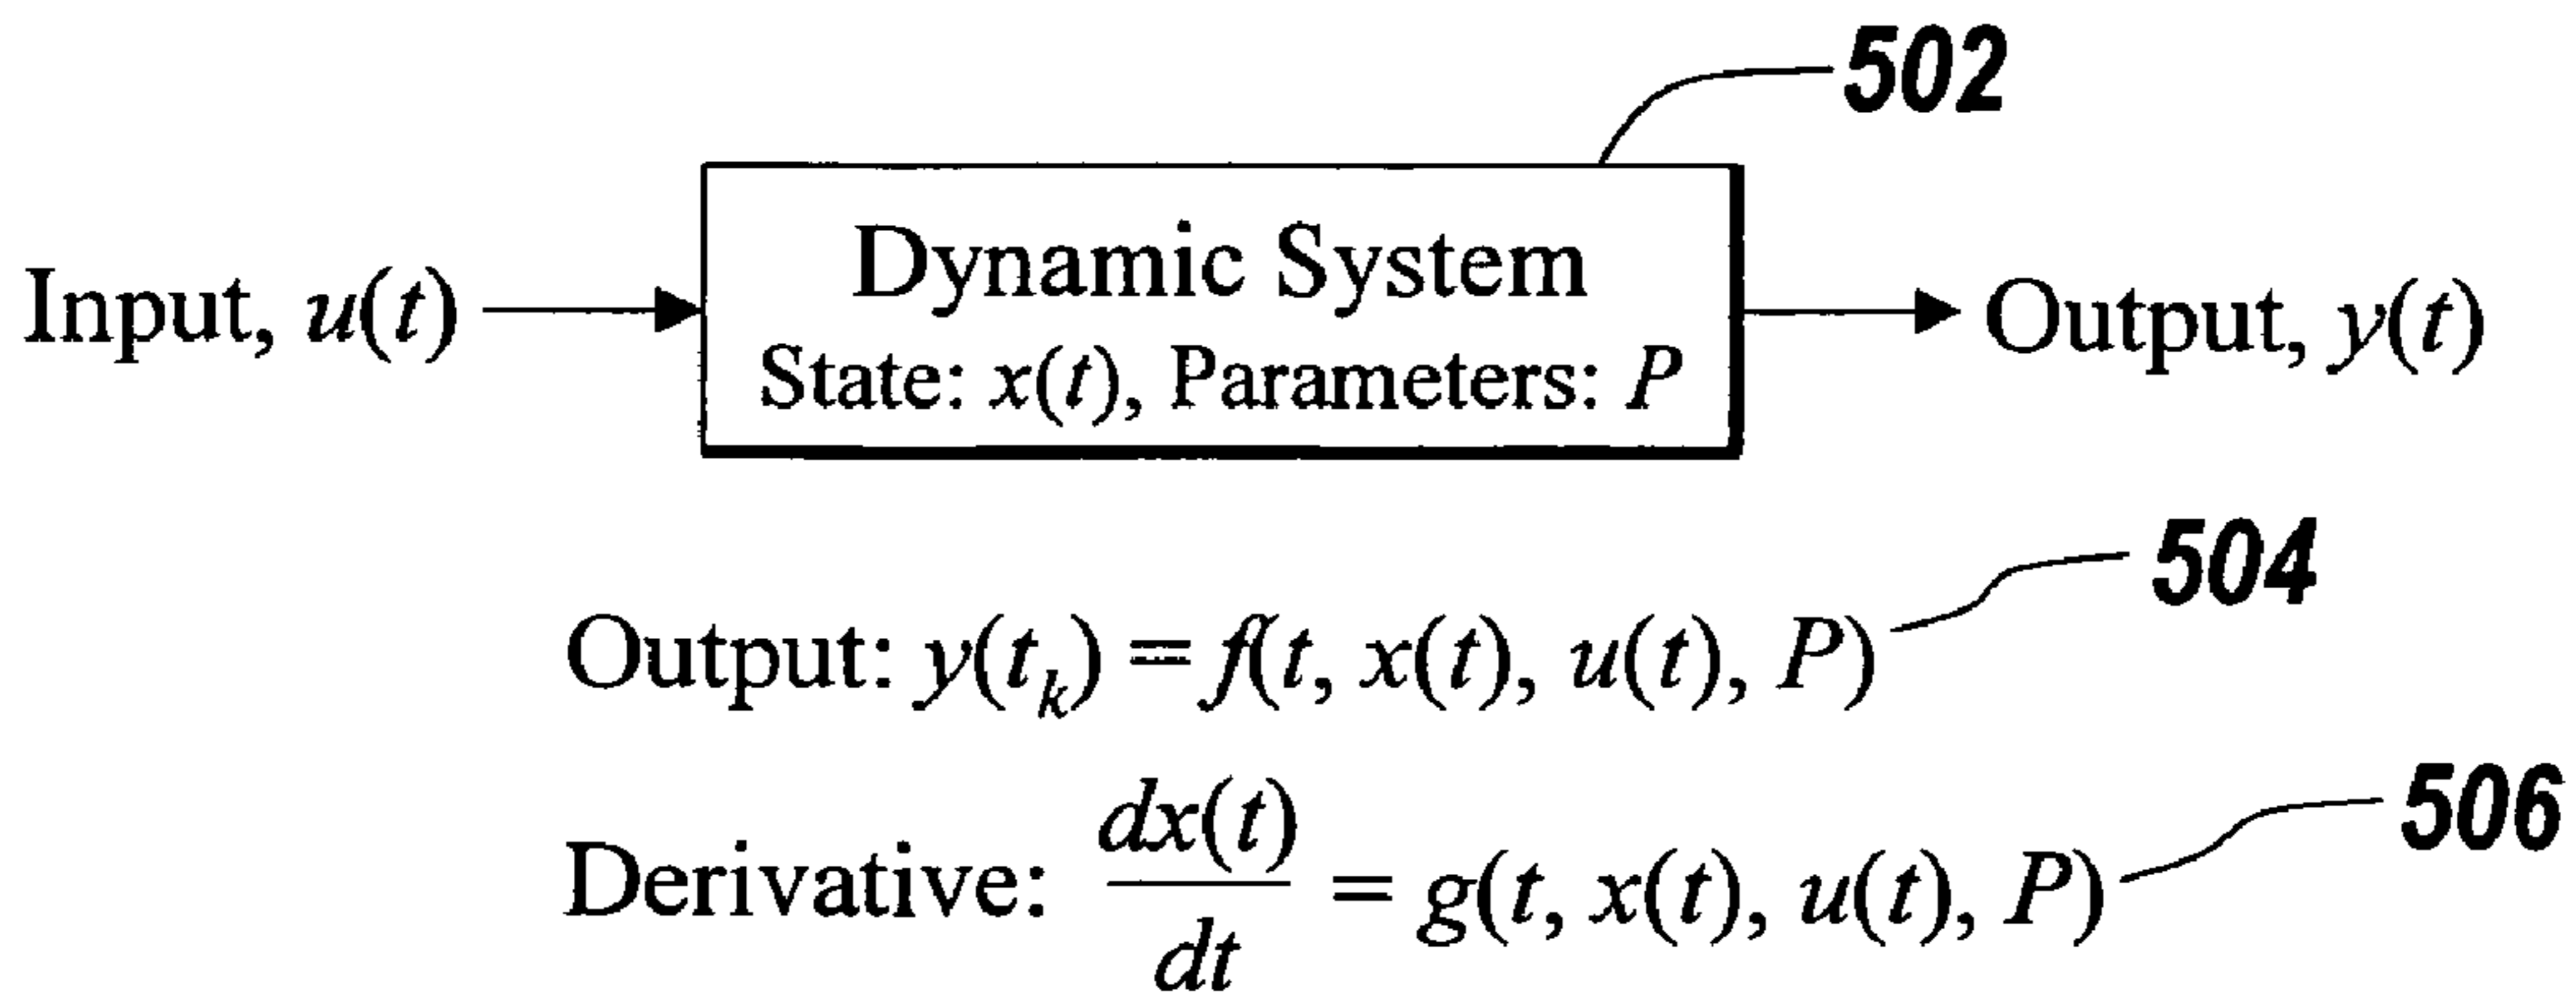 502
Input, u(t)
Dynamic System
State: x(t), Parameters: P
Output, y(t)
504
Output: y(t_k) = f(t, x(t), u(t), P)
506
Derivative: dx(t)/dt = g(t, x(t), u(t), P)